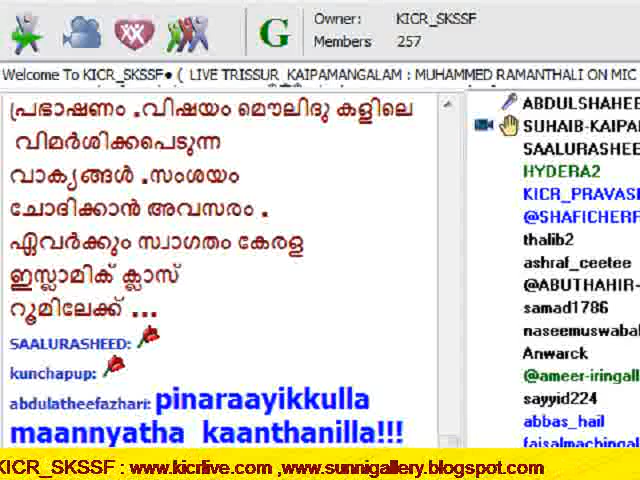 Owner: KICR_SKSSF
Members 257
G
Welcome To KICR_SKSSF● ( LIVE TRISSUR KAIPAMANGALAM : MUHAMMED RAMANTHALI ON MIC
പ്രഭാഷണം .വിഷയം മൌലിദു കളിലെ
വിമർശിക്കപെടുന്ന
വാക്യങ്ങൾ .സംശയം
ചോദിക്കാൻ അവസരം .
ഏവർക്കും സ്വാഗതം കേരള
ഇസ്ലാമിക് ക്ലാസ്
റൂമിലേക്ക് ...
SAALURASHEED:
kunchapup:
abdulatheefazhari: pinaraayikkulla
maannyatha kaanthanilla!!!
ABDULSHAHEE
SUHAIB-KAIPA
SAALURASHEE
HYDERA2
KICR_PRAVAS
@SHAFICHERF
thalib2
ashraf_ceetee
@ABUTHAHIR-
samad1786
naseemuswabal
Anwarck
@ameer-iringall
sayyid224
abbas_hail
faisalmachingal
KICR_SKSSF : www.kicrlive.com ,www.sunnigallery.blogspot.com